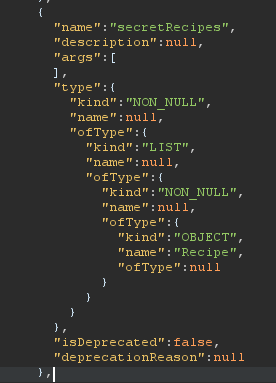 },
{
"name":"secretRecipes",
"description":null,
"args":[
],
"type":{
"kind":"NON_NULL",
"name":null,
"ofType":{
"kind":"LIST",
"name":null,
"ofType":{
"kind":"NON_NULL",
"name":null,
"ofType":{
"kind":"OBJECT",
"name":"Recipe",
"ofType":null
}
}
}
},
"isDeprecated":false,
"deprecationReason":null
},